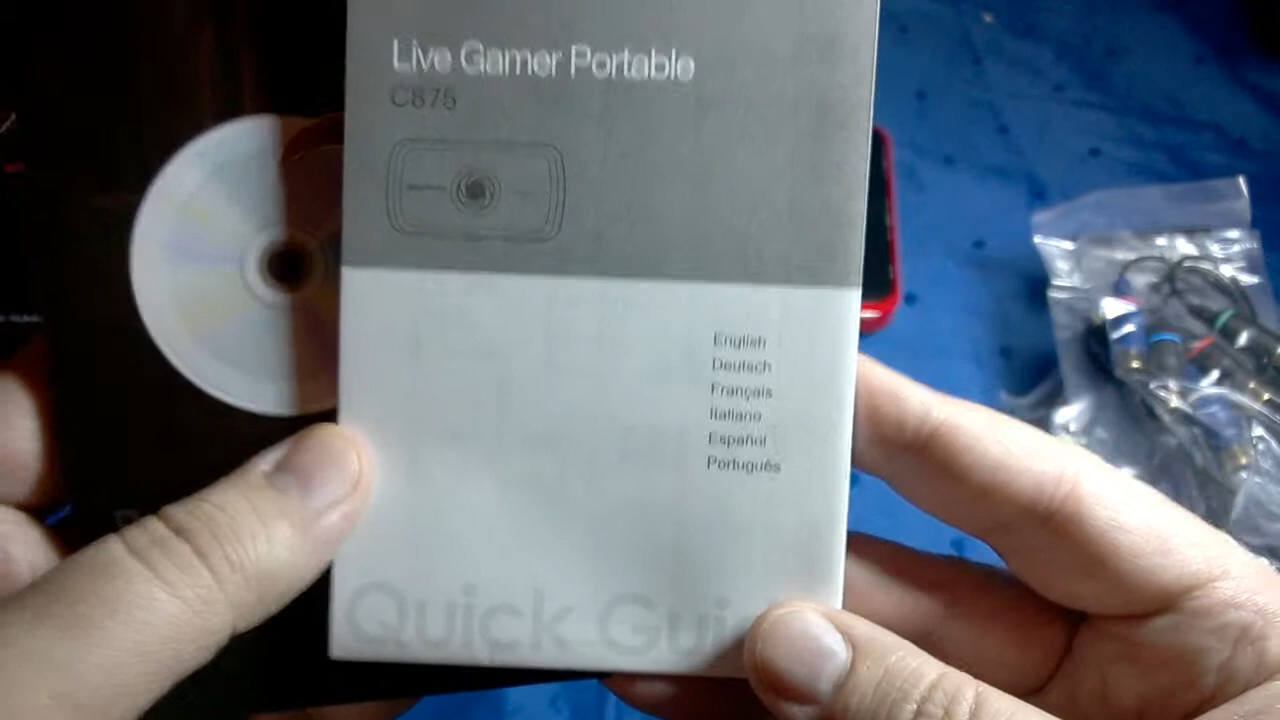 Live Gamer Portable
C875
English
Deutsch
Français
Italiano
Español
Português
Quick Gui